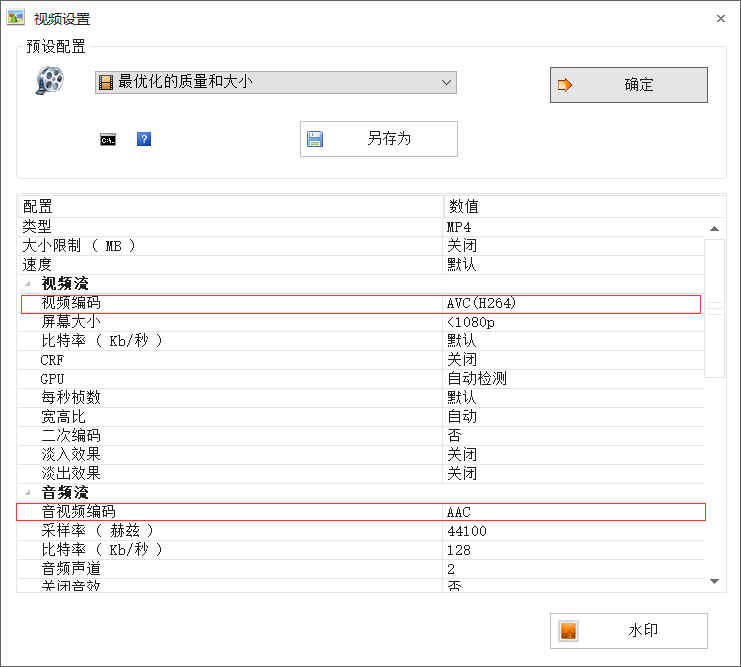 视频设置
预设配置
最优化的质量和大小
确定
C:\.
?
另存为
配置 数值
类型 MP4
大小限制 ( MB ) 关闭
速度 默认
视频流
视频编码 AVC(H264)
屏幕大小 <1080p
比特率 ( Kb/秒 ) 默认
CRF 关闭
GPU 自动检测
每秒桢数 默认
宽高比 自动
二次编码 否
淡入效果 关闭
淡出效果 关闭
音频流
音视频编码 AAC
采样率 ( 赫兹 ) 44100
比特率 ( Kb/秒 ) 128
音频声道 2
关闭音效 否
水印